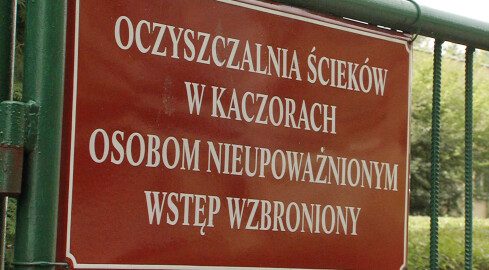 OCZYSZCZALNIA ŚCIEKÓW
W KACZORACH
OSOBOM NIEUPOWAŻNIONYM
WSTĘP WZBRONIONY